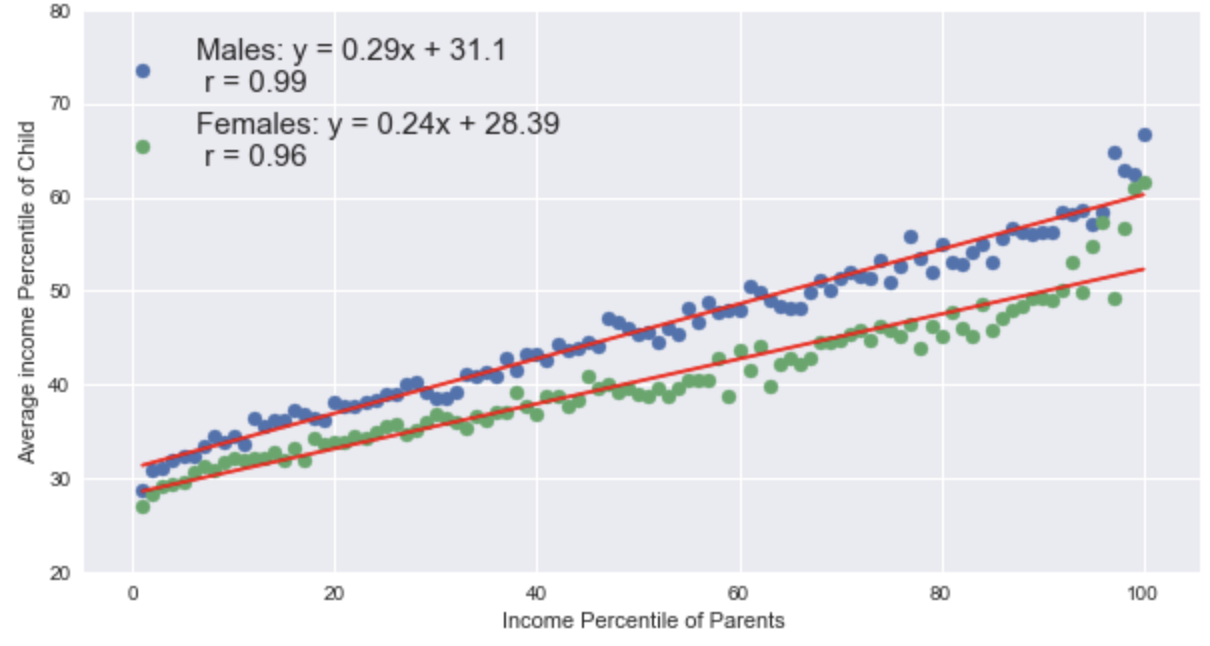 80
Males: y = 0.29x + 31.1
r = 0.99
70
Females: y = 0.24x + 28.39
r = 0.96
60
50
40
30
20
Average income Percentile of Child
0 20 40 60 80 100
Income Percentile of Parents